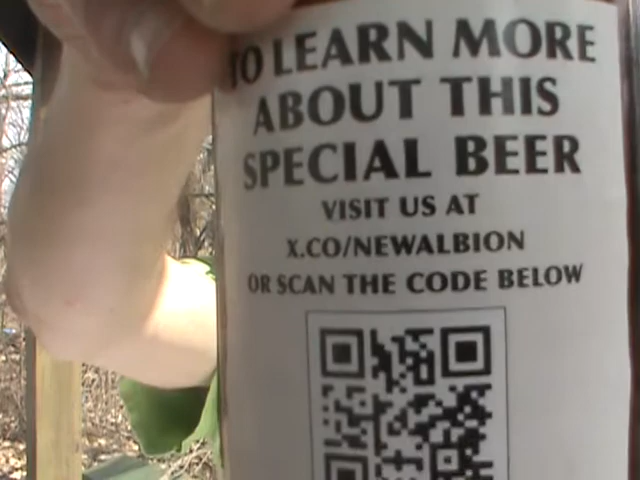 TO LEARN MORE
ABOUT THIS
SPECIAL BEER
VISIT US AT
X.CO/NEWALBION
OR SCAN THE CODE BELOW